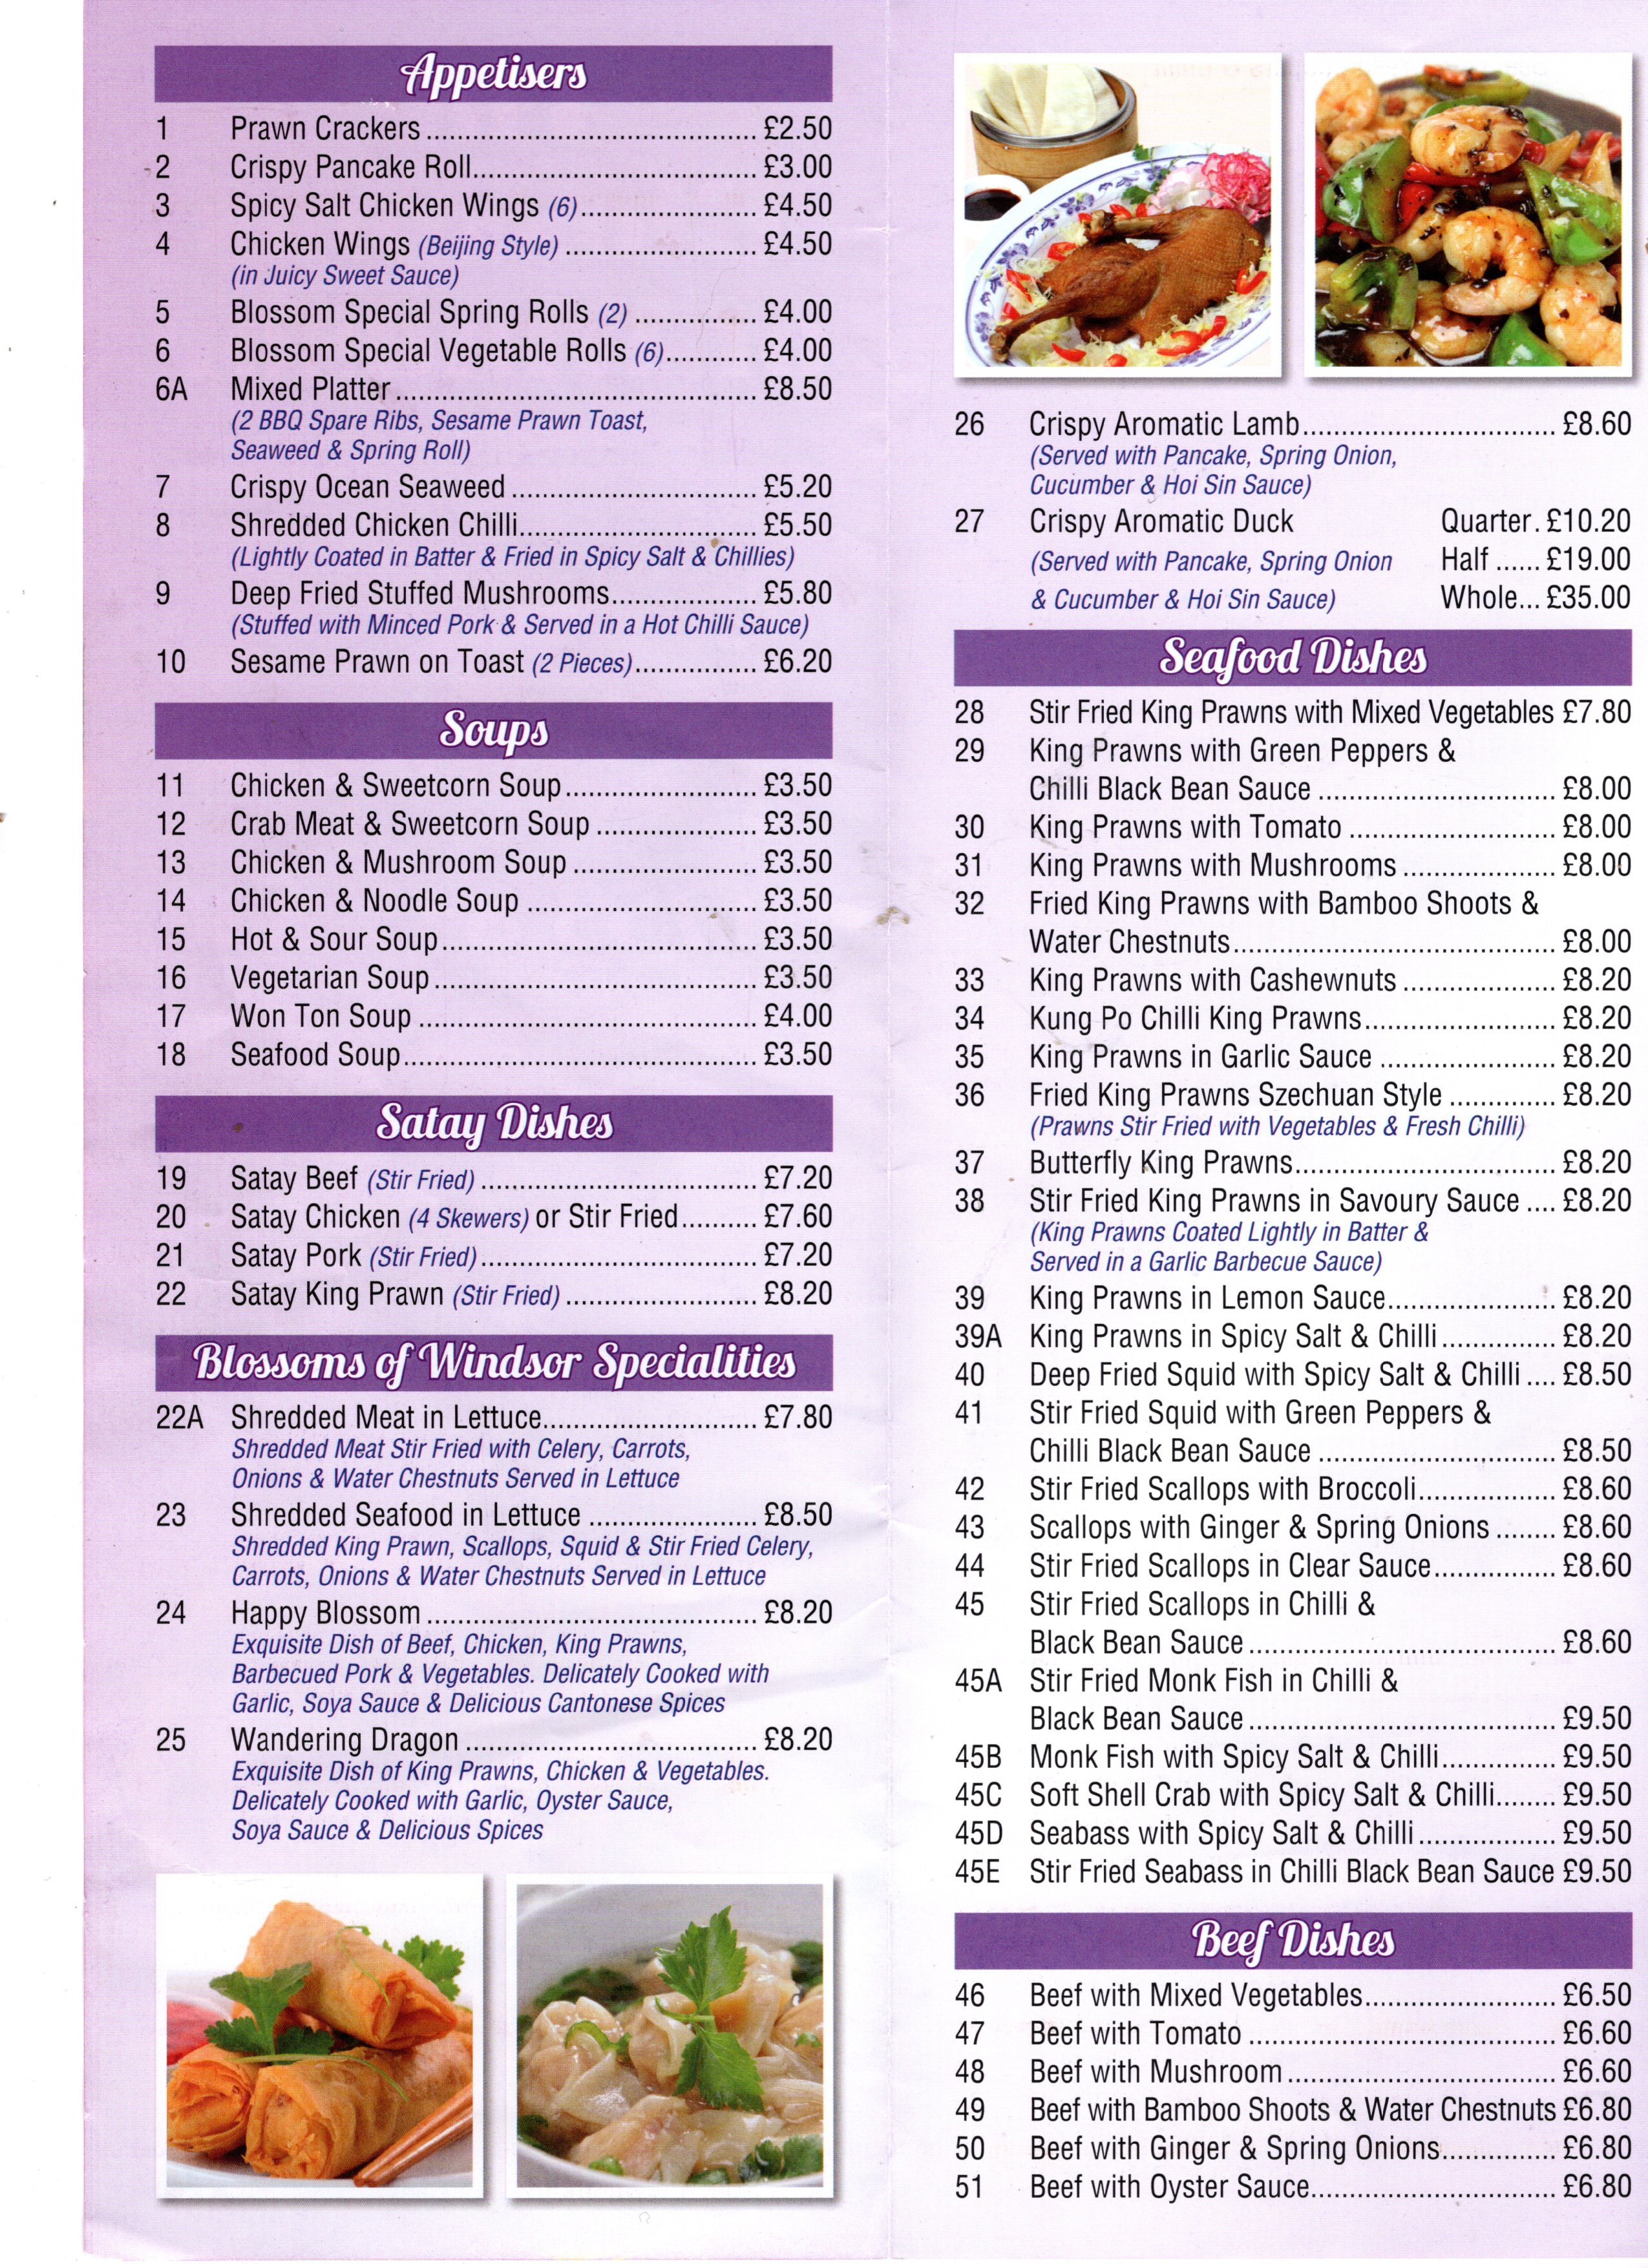 Appetisers
1 Prawn Crackers ........ £2.50
2 Crispy Pancake Roll ........ £3.00
3 Spicy Salt Chicken Wings (6) ........ £4.50
4 Chicken Wings (Beijing Style) ........ £4.50
(in Juicy Sweet Sauce)
5 Blossom Special Spring Rolls (2) ........ £4.00
6 Blossom Special Vegetable Rolls (6) ........ £4.00
6A Mixed Platter ........ £8.50
(2 BBQ Spare Ribs, Sesame Prawn Toast,
Seaweed & Spring Roll)
7 Crispy Ocean Seaweed ........ £5.20
8 Shredded Chicken Chilli ........ £5.50
(Lightly Coated in Batter & Fried in Spicy Salt & Chillies)
9 Deep Fried Stuffed Mushrooms ........ £5.80
(Stuffed with Minced Pork & Served in a Hot Chilli Sauce)
10 Sesame Prawn on Toast (2 Pieces) ........ £6.20
Soups
11 Chicken & Sweetcorn Soup ........ £3.50
12 Crab Meat & Sweetcorn Soup ........ £3.50
13 Chicken & Mushroom Soup ........ £3.50
14 Chicken & Noodle Soup ........ £3.50
15 Hot & Sour Soup ........ £3.50
16 Vegetarian Soup ........ £3.50
17 Won Ton Soup ........ £4.00
18 Seafood Soup ........ £3.50
Satay Dishes
19 Satay Beef (Stir Fried) ........ £7.20
20 Satay Chicken (4 Skewers) or Stir Fried ........ £7.60
21 Satay Pork (Stir Fried) ........ £7.20
22 Satay King Prawn (Stir Fried) ........ £8.20
Blossoms of Windsor Specialities
22A Shredded Meat in Lettuce ........ £7.80
Shredded Meat Stir Fried with Celery, Carrots,
Onions & Water Chestnuts Served in Lettuce
23 Shredded Seafood in Lettuce ........ £8.50
Shredded King Prawn, Scallops, Squid & Stir Fried Celery,
Carrots, Onions & Water Chestnuts Served in Lettuce
24 Happy Blossom ........ £8.20
Exquisite Dish of Beef, Chicken, King Prawns,
Barbecued Pork & Vegetables. Delicately Cooked with
Garlic, Soya Sauce & Delicious Cantonese Spices
25 Wandering Dragon ........ £8.20
Exquisite Dish of King Prawns, Chicken & Vegetables.
Delicately Cooked with Garlic, Oyster Sauce,
Soya Sauce & Delicious Spices
26 Crispy Aromatic Lamb ........ £8.60
(Served with Pancake, Spring Onion,
Cucumber & Hoi Sin Sauce)
27 Crispy Aromatic Duck Quarter. £10.20
(Served with Pancake, Spring Onion Half ...... £19.00
& Cucumber & Hoi Sin Sauce) Whole... £35.00
Seafood Dishes
28 Stir Fried King Prawns with Mixed Vegetables £7.80
29 King Prawns with Green Peppers &
Chilli Black Bean Sauce ........ £8.00
30 King Prawns with Tomato ........ £8.00
31 King Prawns with Mushrooms ........ £8.00
32 Fried King Prawns with Bamboo Shoots &
Water Chestnuts ........ £8.00
33 King Prawns with Cashewnuts ........ £8.20
34 Kung Po Chilli King Prawns ........ £8.20
35 King Prawns in Garlic Sauce ........ £8.20
36 Fried King Prawns Szechuan Style ........ £8.20
(Prawns Stir Fried with Vegetables & Fresh Chilli)
37 Butterfly King Prawns ........ £8.20
38 Stir Fried King Prawns in Savoury Sauce .... £8.20
(King Prawns Coated Lightly in Batter &
Served in a Garlic Barbecue Sauce)
39 King Prawns in Lemon Sauce ........ £8.20
39A King Prawns in Spicy Salt & Chilli ........ £8.20
40 Deep Fried Squid with Spicy Salt & Chilli .... £8.50
41 Stir Fried Squid with Green Peppers &
Chilli Black Bean Sauce ........ £8.50
42 Stir Fried Scallops with Broccoli ........ £8.60
43 Scallops with Ginger & Spring Onions ........ £8.60
44 Stir Fried Scallops in Clear Sauce ........ £8.60
45 Stir Fried Scallops in Chilli &
Black Bean Sauce ........ £8.60
45A Stir Fried Monk Fish in Chilli &
Black Bean Sauce ........ £9.50
45B Monk Fish with Spicy Salt & Chilli ........ £9.50
45C Soft Shell Crab with Spicy Salt & Chilli ........ £9.50
45D Seabass with Spicy Salt & Chilli ........ £9.50
45E Stir Fried Seabass in Chilli Black Bean Sauce £9.50
Beef Dishes
46 Beef with Mixed Vegetables ........ £6.50
47 Beef with Tomato ........ £6.60
48 Beef with Mushroom ........ £6.60
49 Beef with Bamboo Shoots & Water Chestnuts £6.80
50 Beef with Ginger & Spring Onions ........ £6.80
51 Beef with Oyster Sauce ........ £6.80